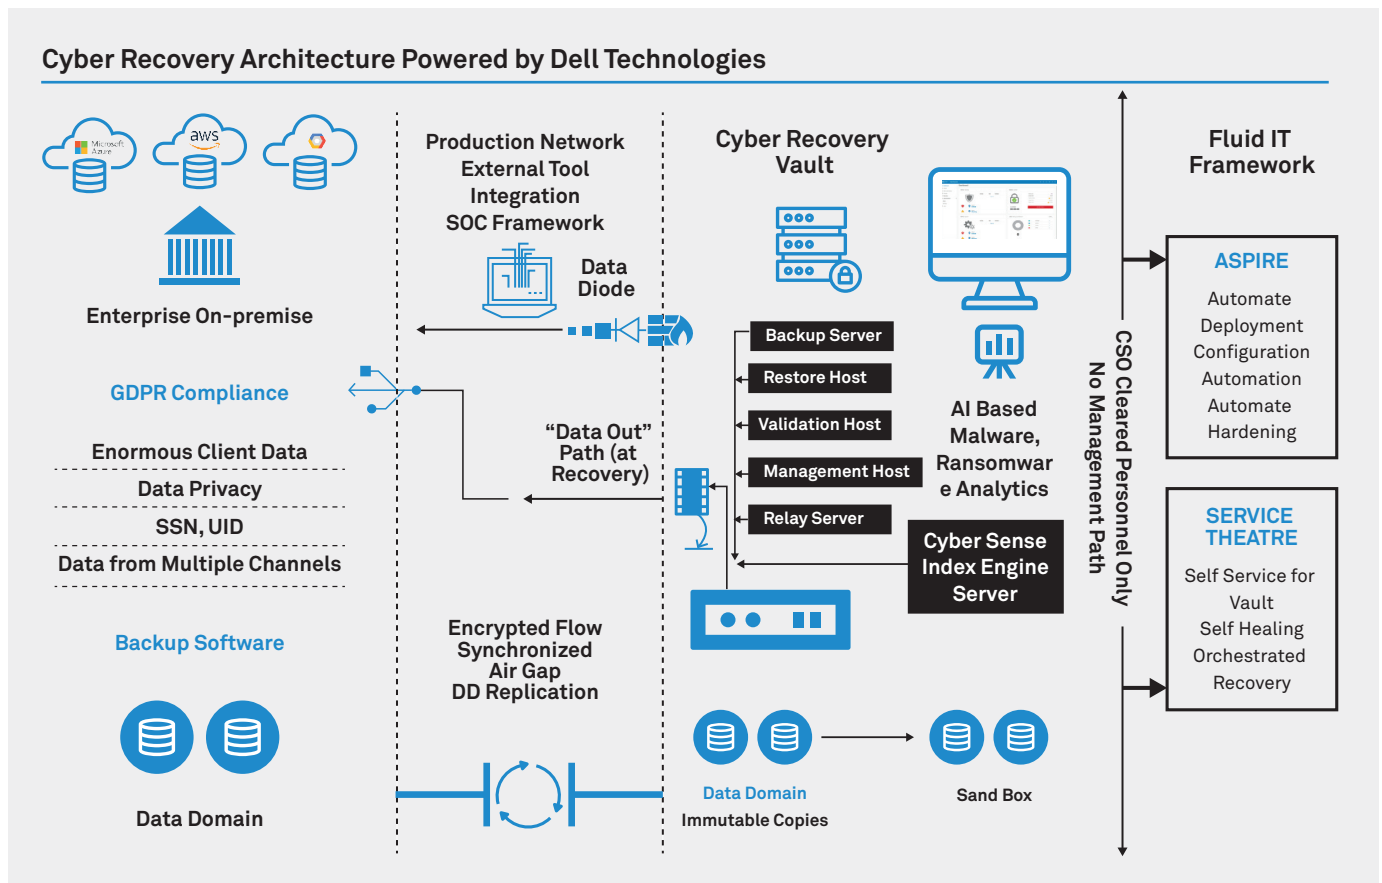 Cyber Recovery Architecture Powered by Dell Technologies
Microsoft
Azure
aws
Enterprise On-premise
GDPR Compliance
Enormous Client Data
Data Privacy
SSN, UID
Data from Multiple Channels
Backup Software
Data Domain
Production Network
External Tool
Integration
SOC Framework
Data
Diode
“Data Out”
Path (at
Recovery)
Encrypted Flow
Synchronized
Air Gap
DD Replication
Cyber Recovery
Vault
Backup Server
Restore Host
Validation Host
Management Host
Relay Server
AI Based
Malware,
Ransomwar
e Analytics
Cyber Sense
Index Engine
Server
Data Domain
Immutable Copies
Sand Box
CSO Cleared Personnel Only
No Management Path
Fluid IT
Framework
ASPIRE
Automate
Deployment
Configuration
Automation
Automate
Hardening
SERVICE
THEATRE
Self Service for
Vault
Self Healing
Orchestrated
Recovery